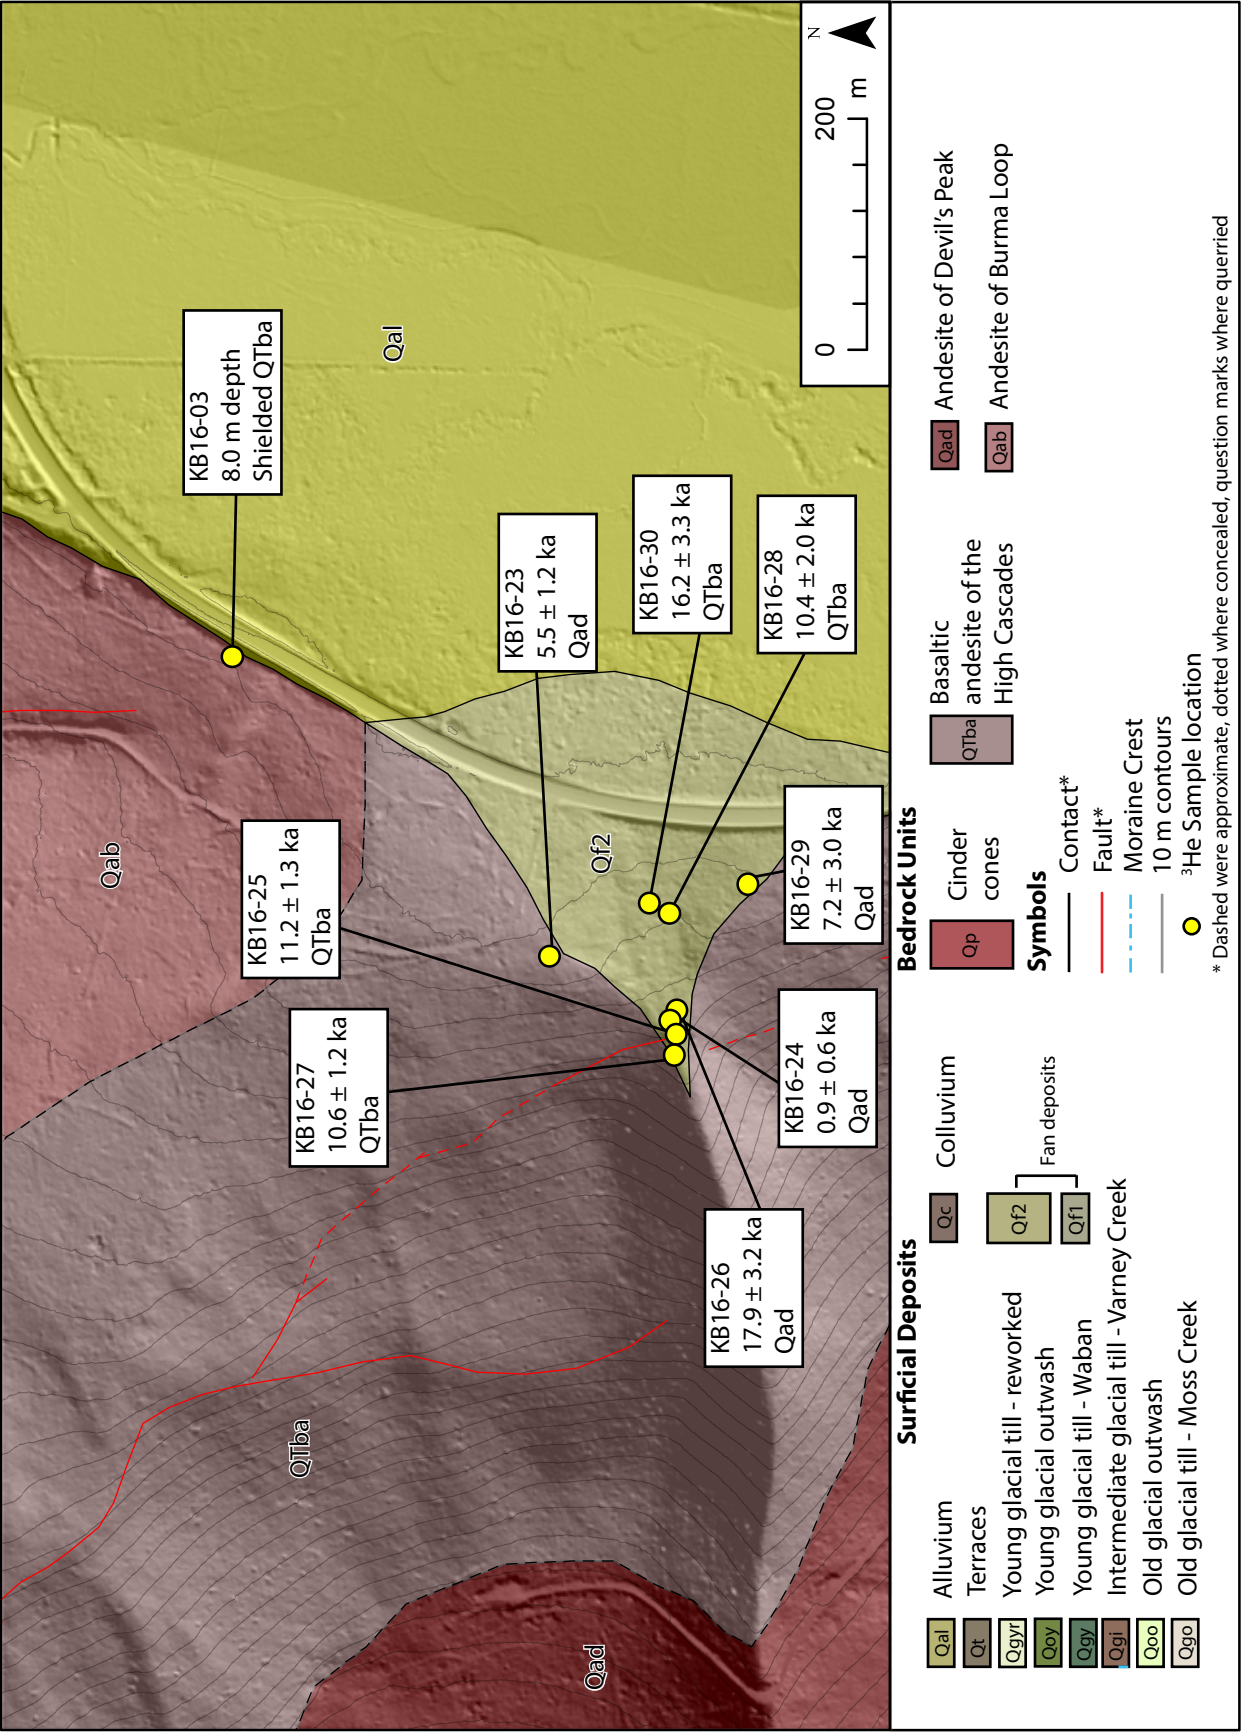 Qad
QTba
Qab
Qf2
Qal
KB16-03
8.0 m depth
Shielded QTba
KB16-25
11.2 ± 1.3 ka
QTba
KB16-27
10.6 ± 1.2 ka
QTba
KB16-23
5.5 ± 1.2 ka
Qad
KB16-30
16.2 ± 3.3 ka
QTba
KB16-28
10.4 ± 2.0 ka
QTba
KB16-29
7.2 ± 3.0 ka
Qad
KB16-24
0.9 ± 0.6 ka
Qad
KB16-26
17.9 ± 3.2 ka
Qad
N
0 200 m
Surficial Deposits
Qal Alluvium
Qt Terraces
Qgyr Young glacial till - reworked
Qoy Young glacial outwash
Qgy Young glacial till - Waban
Qgi Intermediate glacial till - Varney Creek
Qoo Old glacial outwash
Qgo Old glacial till - Moss Creek
Qc Colluvium
Qf2
Qf1
Fan deposits
Bedrock Units
Qp Cinder
cones
QTba Basaltic
andesite of the
High Cascades
Qad Andesite of Devil's Peak
Qab Andesite of Burma Loop
Symbols
Contact*
Fault*
Moraine Crest
10 m contours
³He Sample location
* Dashed were approximate, dotted where concealed, question marks where querried